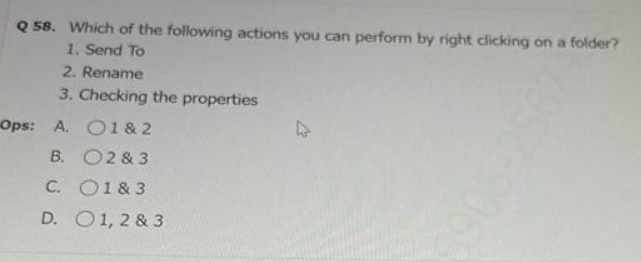 Q 58. Which of the following actions you can perform by right clicking on a folder?
1. Send To
2. Rename
3. Checking the properties
Ops: A. 1 & 2
B. 2 & 3
C. 1 & 3
D. 1, 2 & 3